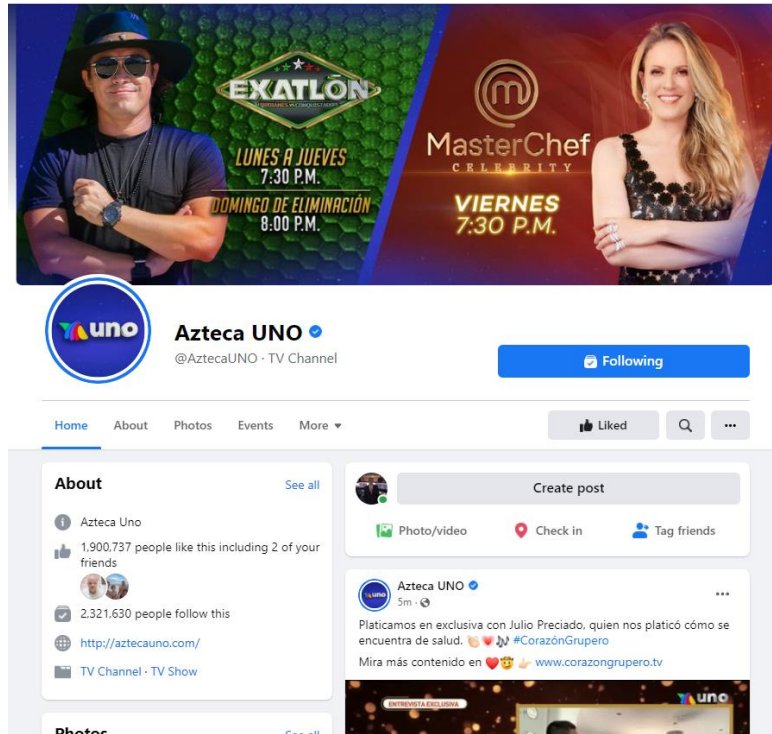 EXATLÓN
LUNES A JUEVES
7:30 P.M.
DOMINGO DE ELIMINACIÓN
8:00 P.M.
MasterChef
CELEBRITY
VIERNES
7:30 P.M.
uno
Azteca UNO
@AztecaUNO · TV Channel
Following
Home About Photos Events More
Liked
About See all
Azteca Uno
1,900,737 people like this including 2 of your
friends
2,321,630 people follow this
http://aztecauno.com/
TV Channel · TV Show
Photos See all
Create post
Photo/video Check in Tag friends
uno
Azteca UNO
5m ·
Platicamos en exclusiva con Julio Preciado, quien nos platicó cómo se
encuentra de salud. 👏🏻💗🎶 #CorazónGrupero
Mira más contenido en ❤️🤠 👉🏻 www.corazongrupero.tv
ENTREVISTA EXCLUSIVA
uno